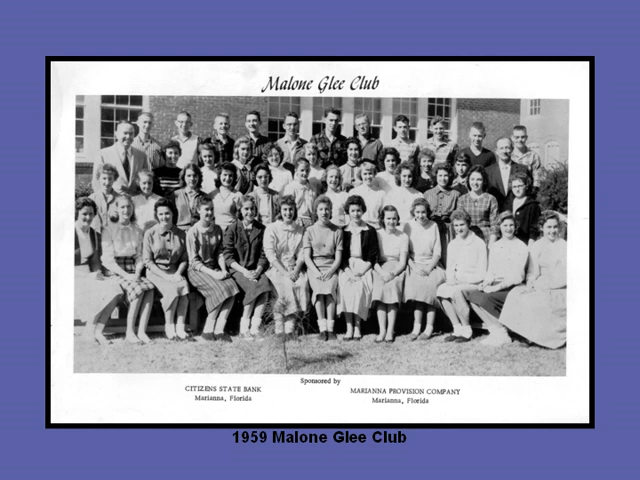 Malone Glee Club
Sponsored by
CITIZENS STATE BANK
Marianna, Florida
MARIANNA PROVISION COMPANY
Marianna, Florida
1959 Malone Glee Club